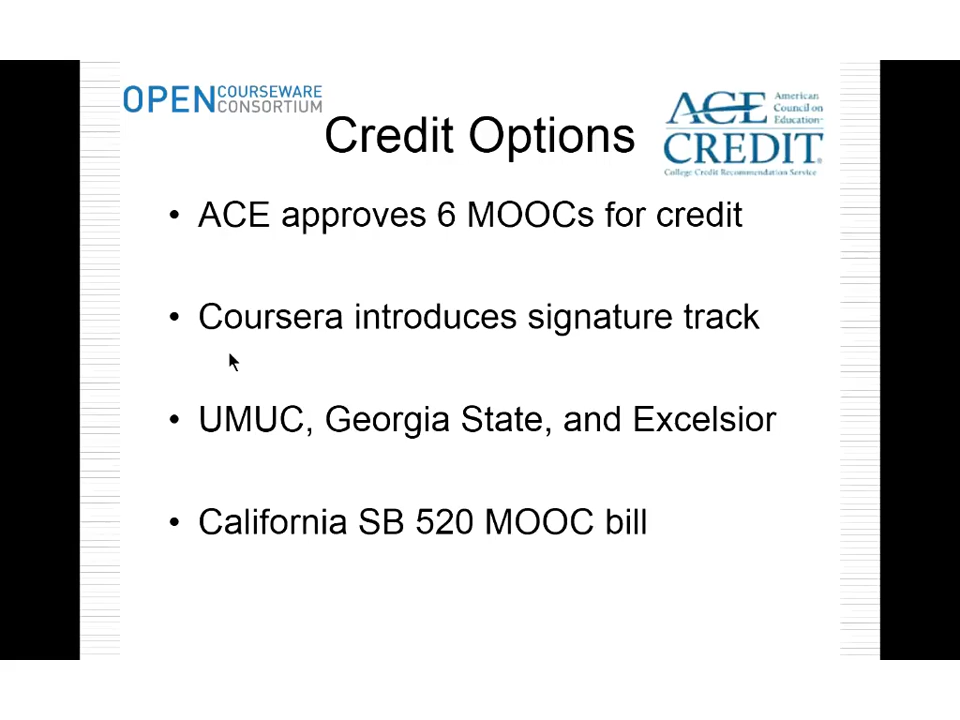 OPEN COURSEWARE CONSORTIUM
ACE American Council on Education
CREDIT
College Credit Recommendation Service
Credit Options
• ACE approves 6 MOOCs for credit
• Coursera introduces signature track
• UMUC, Georgia State, and Excelsior
• California SB 520 MOOC bill